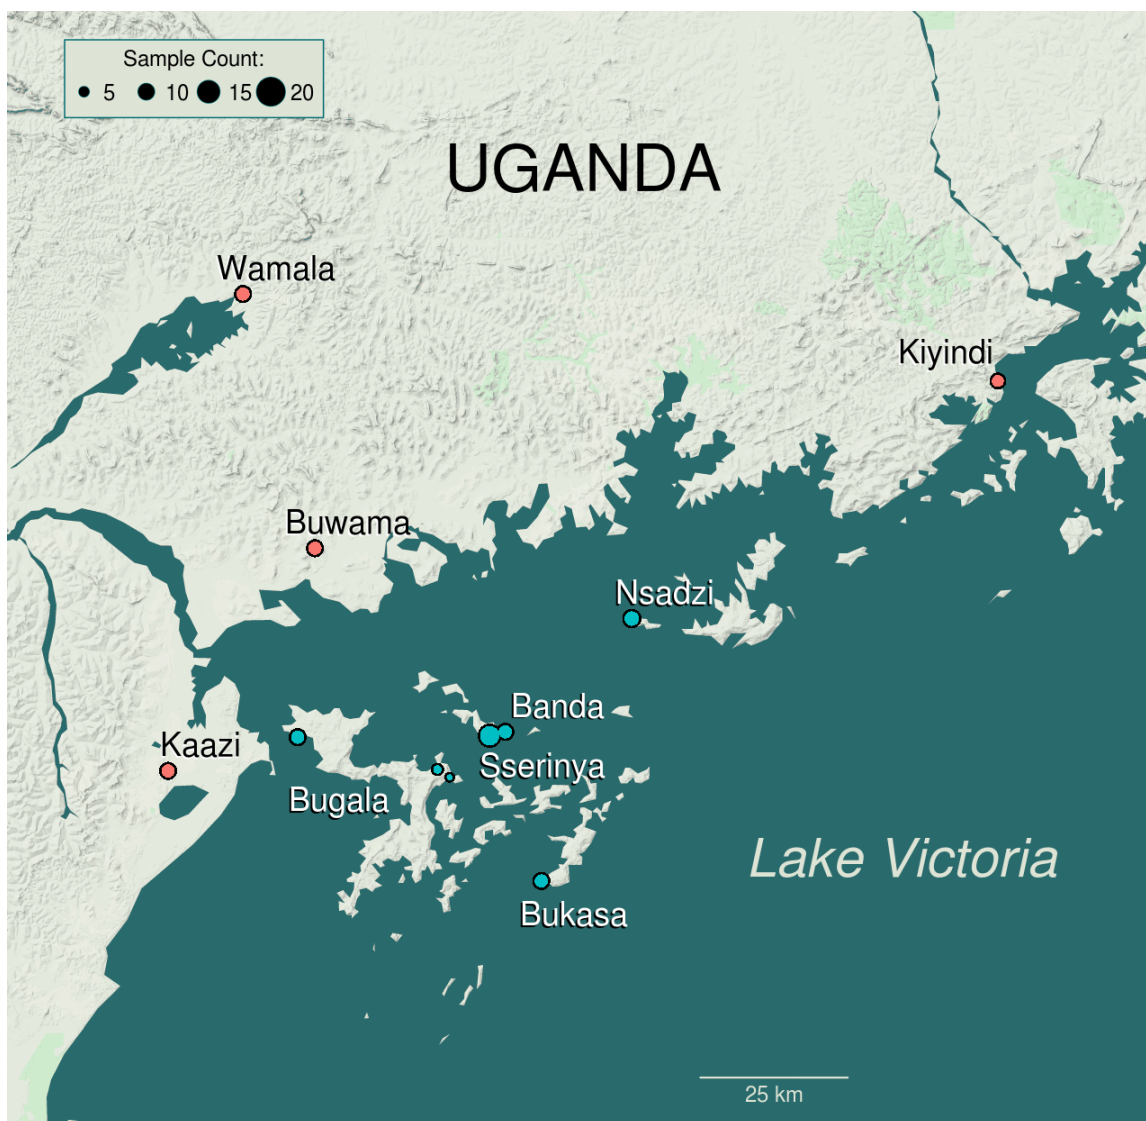 Sample Count:
5 10 15 20
UGANDA
Wamala
Kiyindi
Buwama
Nsadzi
Banda
Kaazi
Sserinya
Bugala
Lake Victoria
Bukasa
25 km